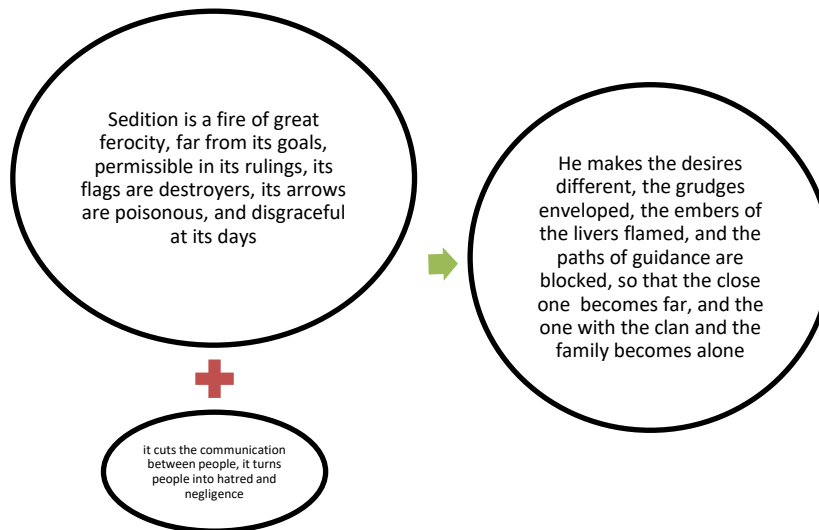 Sedition is a fire of great
ferocity, far from its goals,
permissible in its rulings, its
flags are destroyers, its arrows
are poisonous, and disgraceful
at its days
it cuts the communication
between people, it turns
people into hatred and
negligence
He makes the desires
different, the grudges
enveloped, the embers of
the livers flamed, and the
paths of guidance are
blocked, so that the close
one becomes far, and the
one with the clan and the
family becomes alone